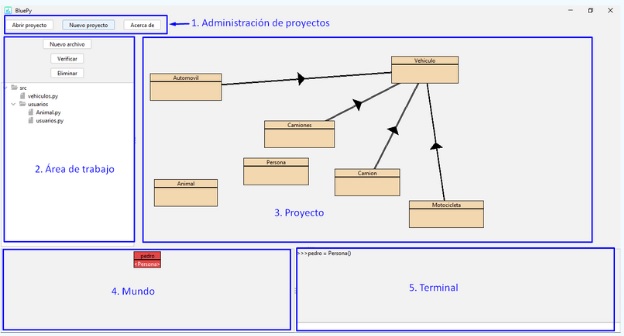 BluePy
Abrir proyecto
Nuevo proyecto
Acerca de
1. Administración de proyectos
Nuevo archivo
Verificar
Eliminar
src
vehiculos.py
usuarios
Animal.py
usuarios.py
2. Área de trabajo
Vehiculo
Automovil
Camionas
Persona
Camion
Animal
Motocicleta
3. Proyecto
pedro
<Persona>
4. Mundo
>>>pedro = Persona()
5. Terminal